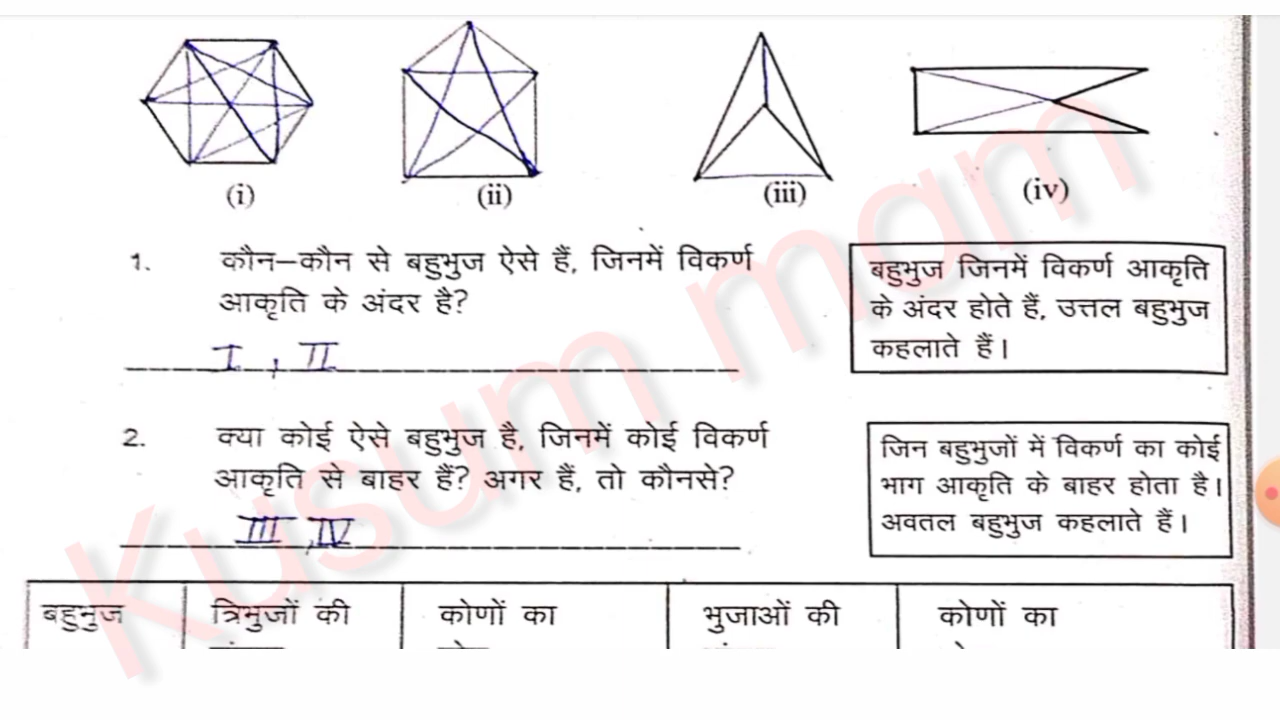 (i) (ii) (iii) (iv)
1. कौन–कौन से बहुभुज ऐसे हैं, जिनमें विकर्ण
आकृति के अंदर है?
I, II
बहुभुज जिनमें विकर्ण आकृति
के अंदर होते हैं, उत्तल बहुभुज
कहलाते हैं।
2. क्या कोई ऐसे बहुभुज है, जिनमें कोई विकर्ण
आकृति से बाहर हैं? अगर हैं, तो कौनसे?
III, IV
जिन बहुभुजों में विकर्ण का कोई
भाग आकृति के बाहर होता है।
अवतल बहुभुज कहलाते हैं।
बहुभुज त्रिभुजों की कोणों का भुजाओं की कोणों का
Kusum mam